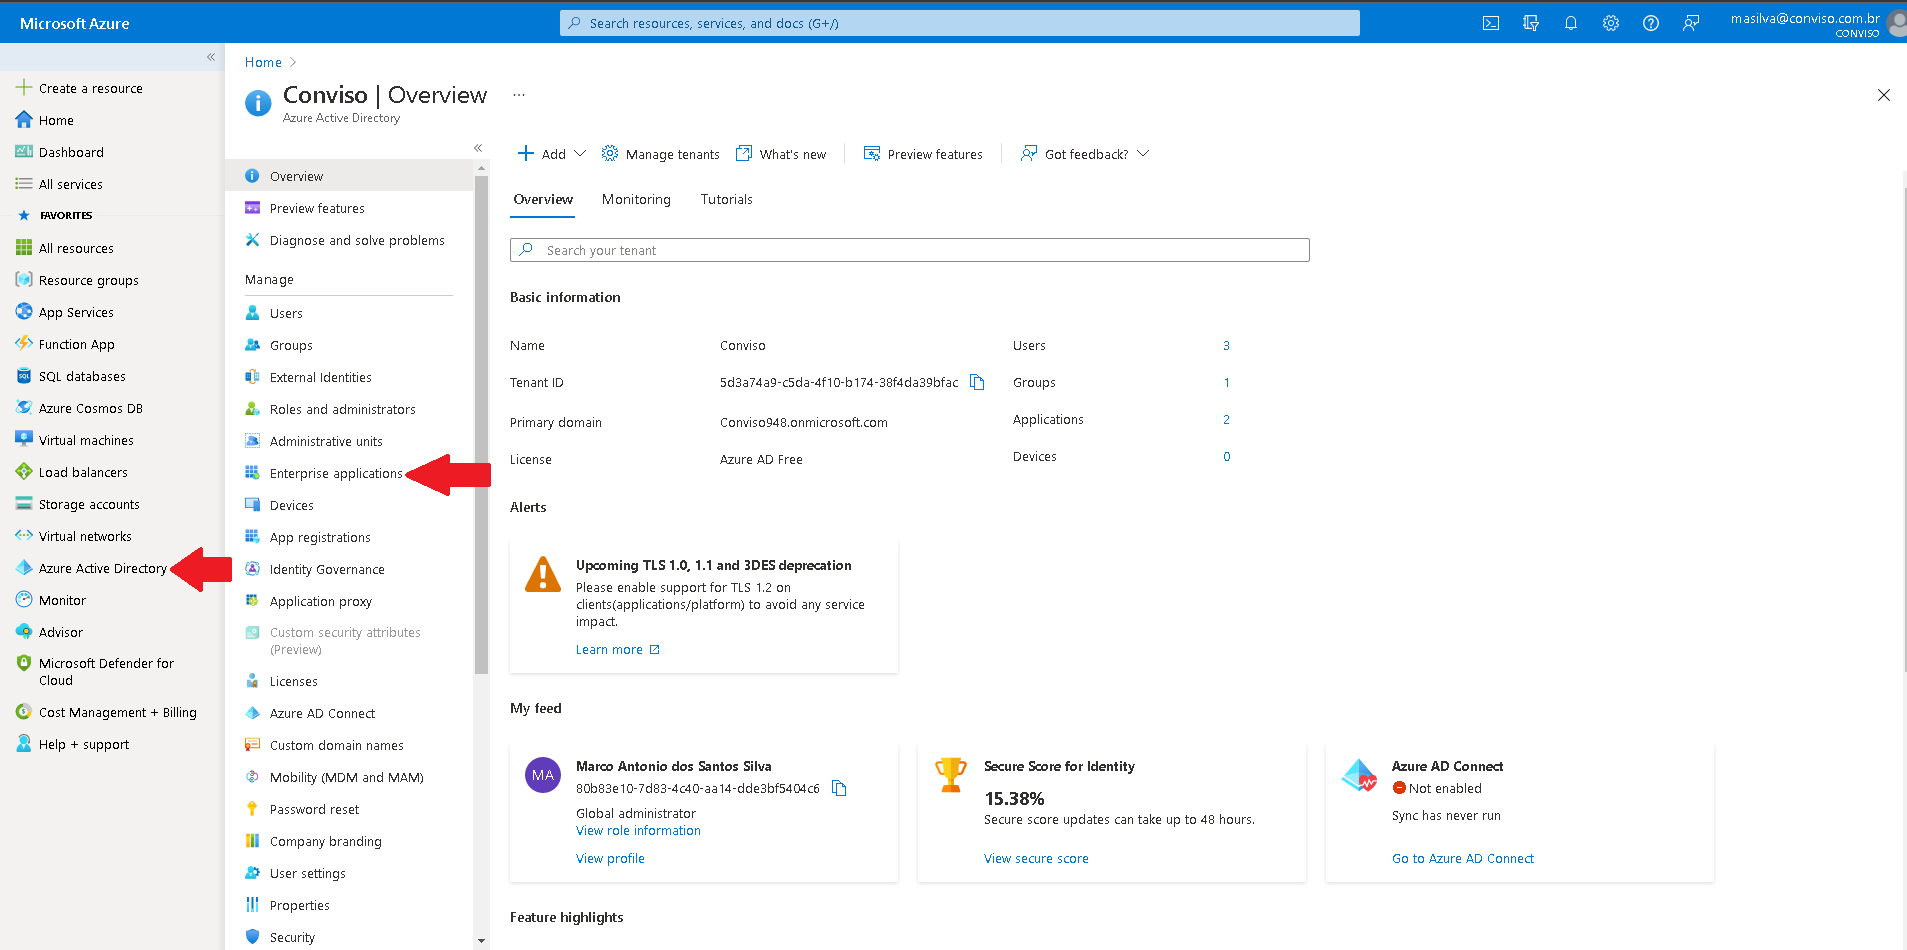 Microsoft Azure
Search resources, services, and docs (G+/)
masilva@conviso.com.br
CONVISO
Create a resource
Home
Dashboard
All services
FAVORITES
All resources
Resource groups
App Services
Function App
SQL databases
Azure Cosmos DB
Virtual machines
Load balancers
Storage accounts
Virtual networks
Azure Active Directory
Monitor
Advisor
Microsoft Defender for
Cloud
Cost Management + Billing
Help + support
Home
Conviso | Overview
Azure Active Directory
Overview
Preview features
Diagnose and solve problems
Manage
Users
Groups
External Identities
Roles and administrators
Administrative units
Enterprise applications
Devices
App registrations
Identity Governance
Application proxy
Custom security attributes
(Preview)
Licenses
Azure AD Connect
Custom domain names
Mobility (MDM and MAM)
Password reset
Company branding
User settings
Properties
Security
Add
Manage tenants
What's new
Preview features
Got feedback?
Overview
Monitoring
Tutorials
Search your tenant
Basic information
Name Conviso Users 3
Tenant ID 5d3a74a9-c5da-4f10-b174-38f4da39bfac Groups 1
Primary domain Conviso948.onmicrosoft.com Applications 2
License Azure AD Free Devices 0
Alerts
Upcoming TLS 1.0, 1.1 and 3DES deprecation
Please enable support for TLS 1.2 on
clients(applications/platform) to avoid any service
impact.
Learn more
My feed
MA
Marco Antonio dos Santos Silva
80b83e10-7d83-4c40-aa14-dde3bf5404c6
Global administrator
View role information
View profile
Secure Score for Identity
15.38%
Secure score updates can take up to 48 hours.
View secure score
Azure AD Connect
Not enabled
Sync has never run
Go to Azure AD Connect
Feature highlights